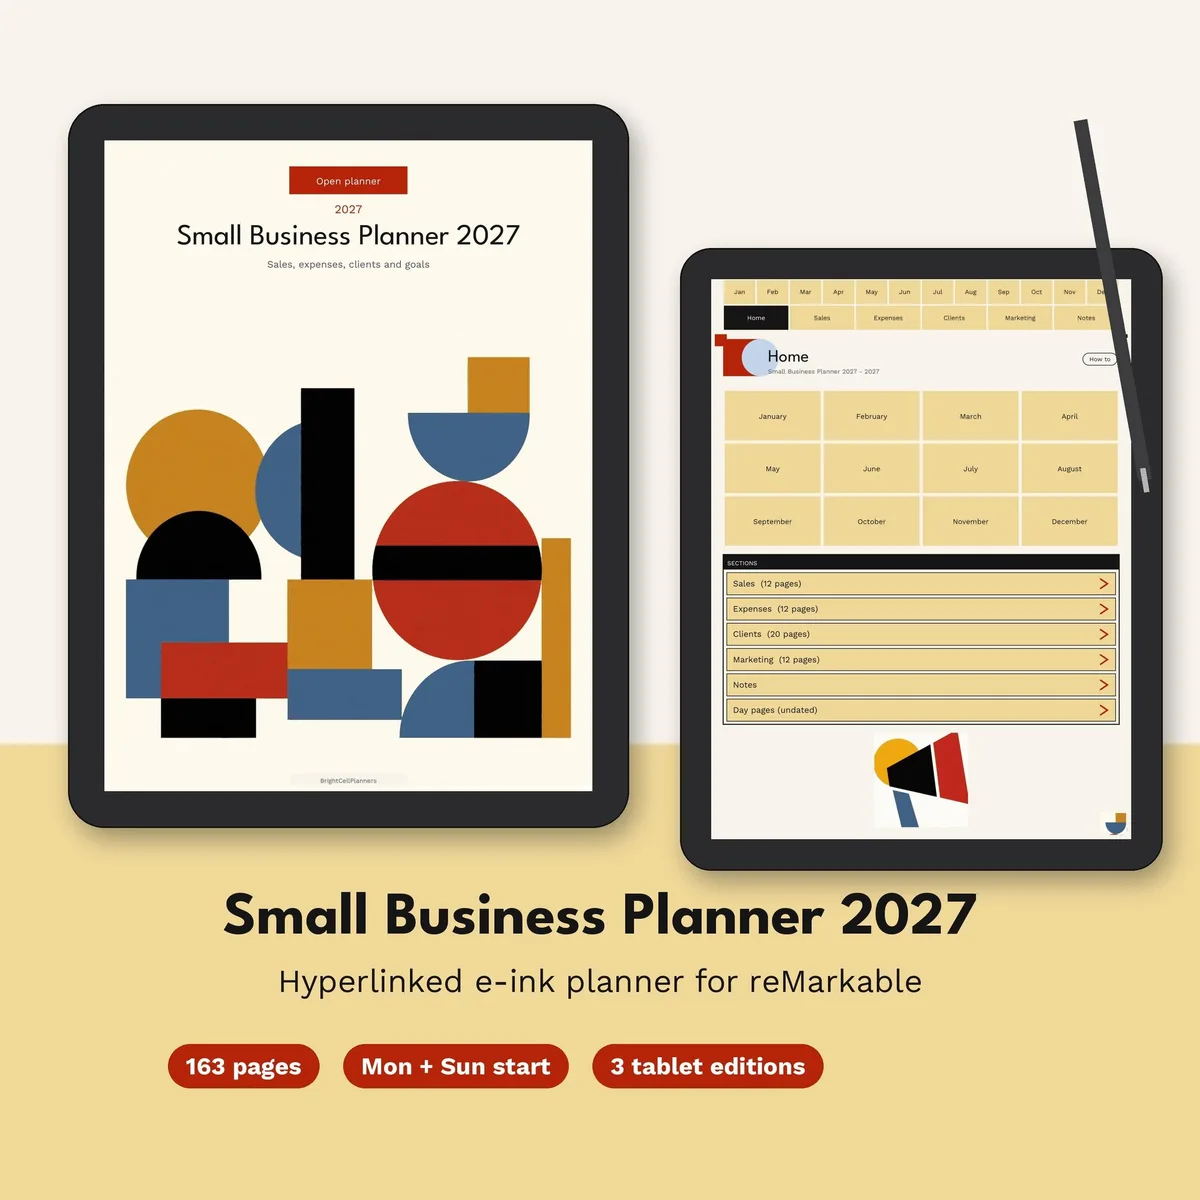 Open planner
2027
Small Business Planner 2027
Sales, expenses, clients and goals
BrightCellPlanners
Jan Feb Mar Apr May Jun Jul Aug Sep Oct Nov
Home Sales Expenses Clients Marketing Notes
Home
Small Business Planner 2027 - 2027
How to
January February March April
May June July August
September October November December
SECTIONS
Sales (12 pages)
Expenses (12 pages)
Clients (20 pages)
Marketing (12 pages)
Notes
Day pages (undated)
Small Business Planner 2027
Hyperlinked e-ink planner for reMarkable
163 pages Mon + Sun start 3 tablet editions